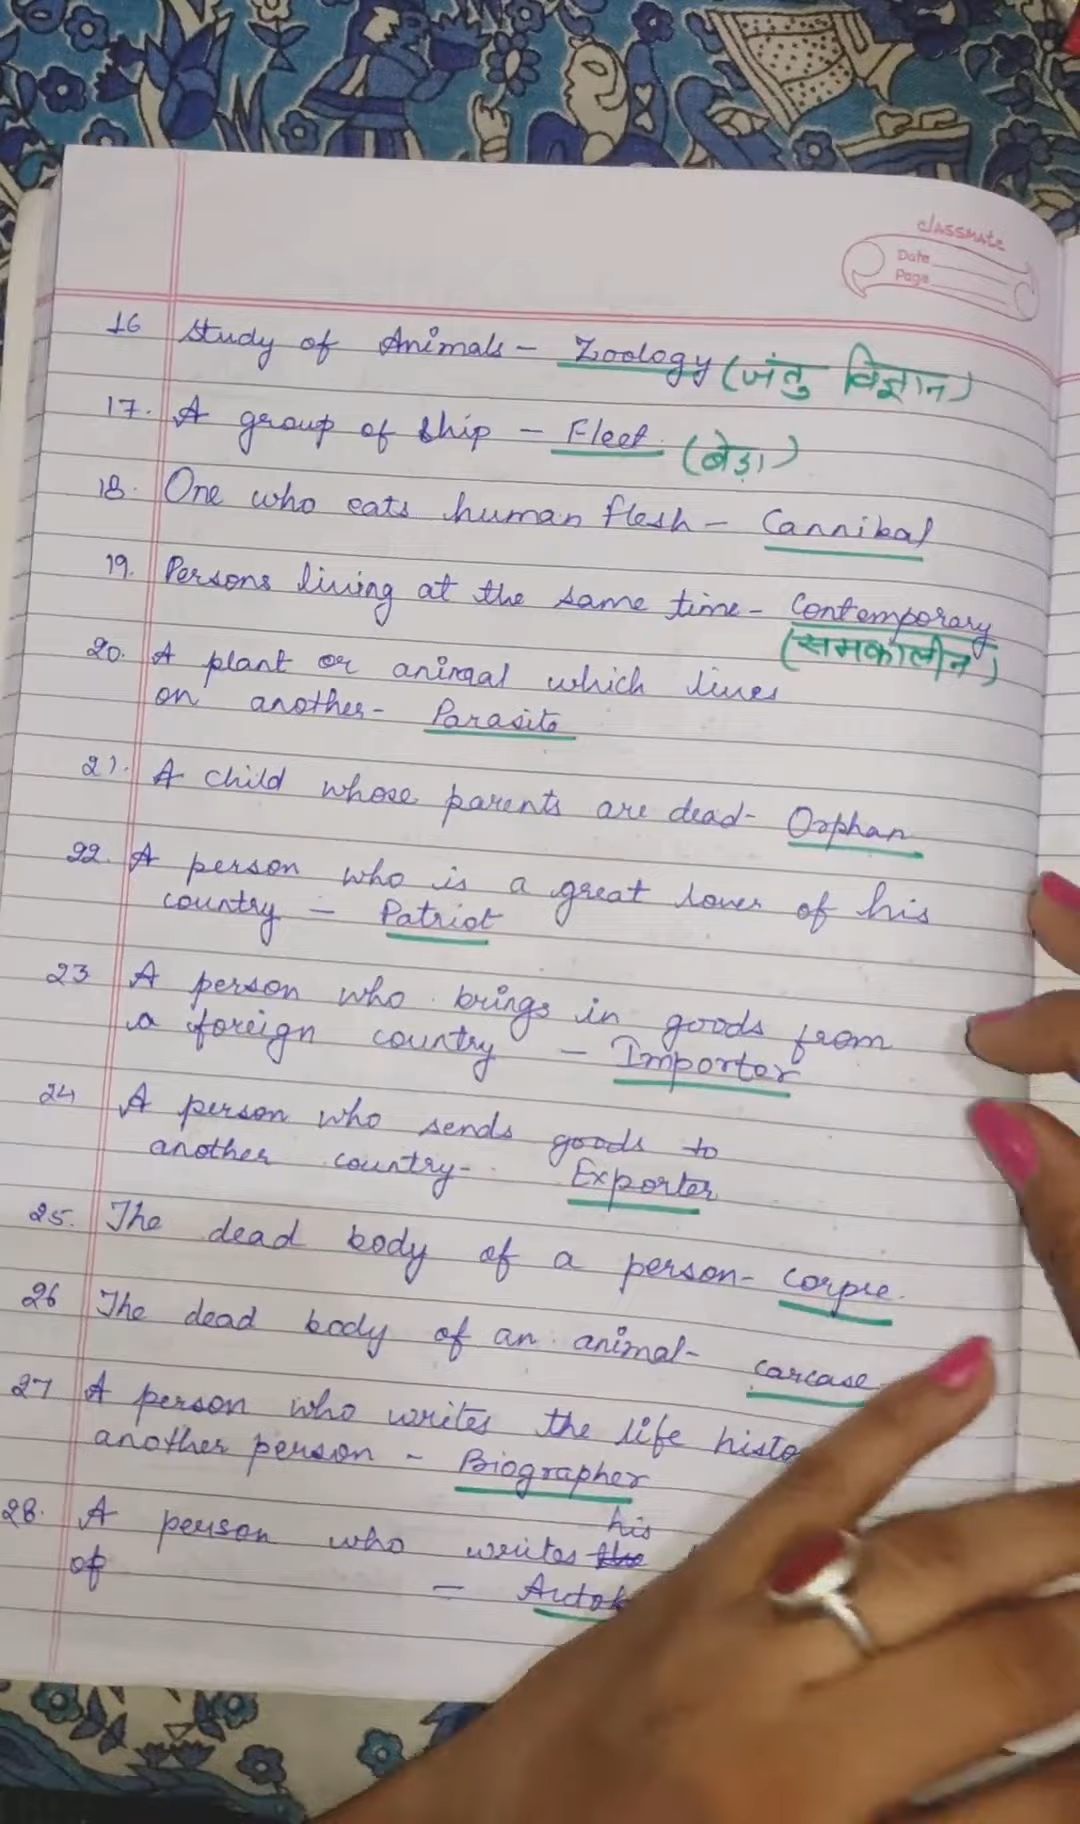 classmate
Date
Page
16 Study of Animals - Zoology (जंतु विज्ञान)
17. A group of ship - Fleet (बेड़ा)
18. One who eats human flesh - Cannibal
19. Persons living at the same time - Contemporary
(समकालीन)
20. A plant or animal which lives
on another - Parasite
21. A child whose parents are dead - Orphan
22. A person who is a great lover of his
country - Patriot
23 A person who brings in goods from
a foreign country - Importer
24 A person who sends goods to
another country - Exporter
25. The dead body of a person - corpse.
26 The dead body of an animal - carcase
27 A person who writes the life histo
another person - Biographer
28. A person who writes his
of -